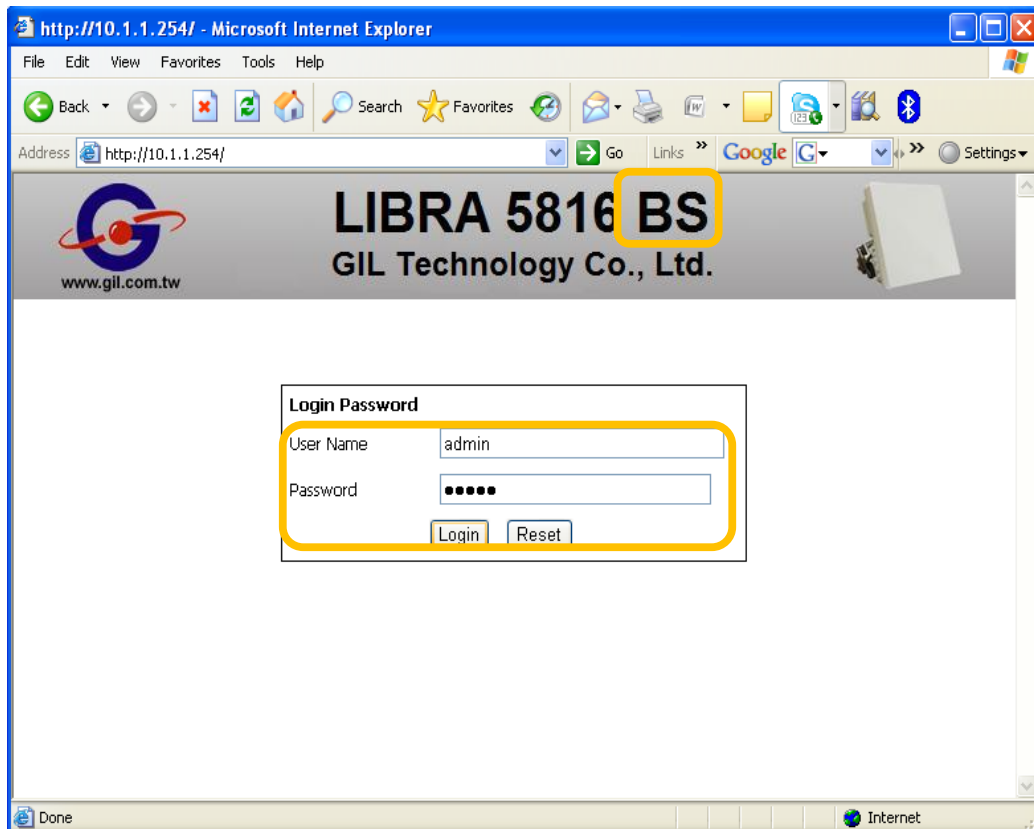 http://10.1.1.254/ - Microsoft Internet Explorer
File Edit View Favorites Tools Help
Back Search Favorites
Address http://10.1.1.254/ Go Links » Google G » Settings
LIBRA 5816 BS
GIL Technology Co., Ltd.
www.gil.com.tw
Login Password
User Name admin
Password •••••
Login Reset
Done Internet